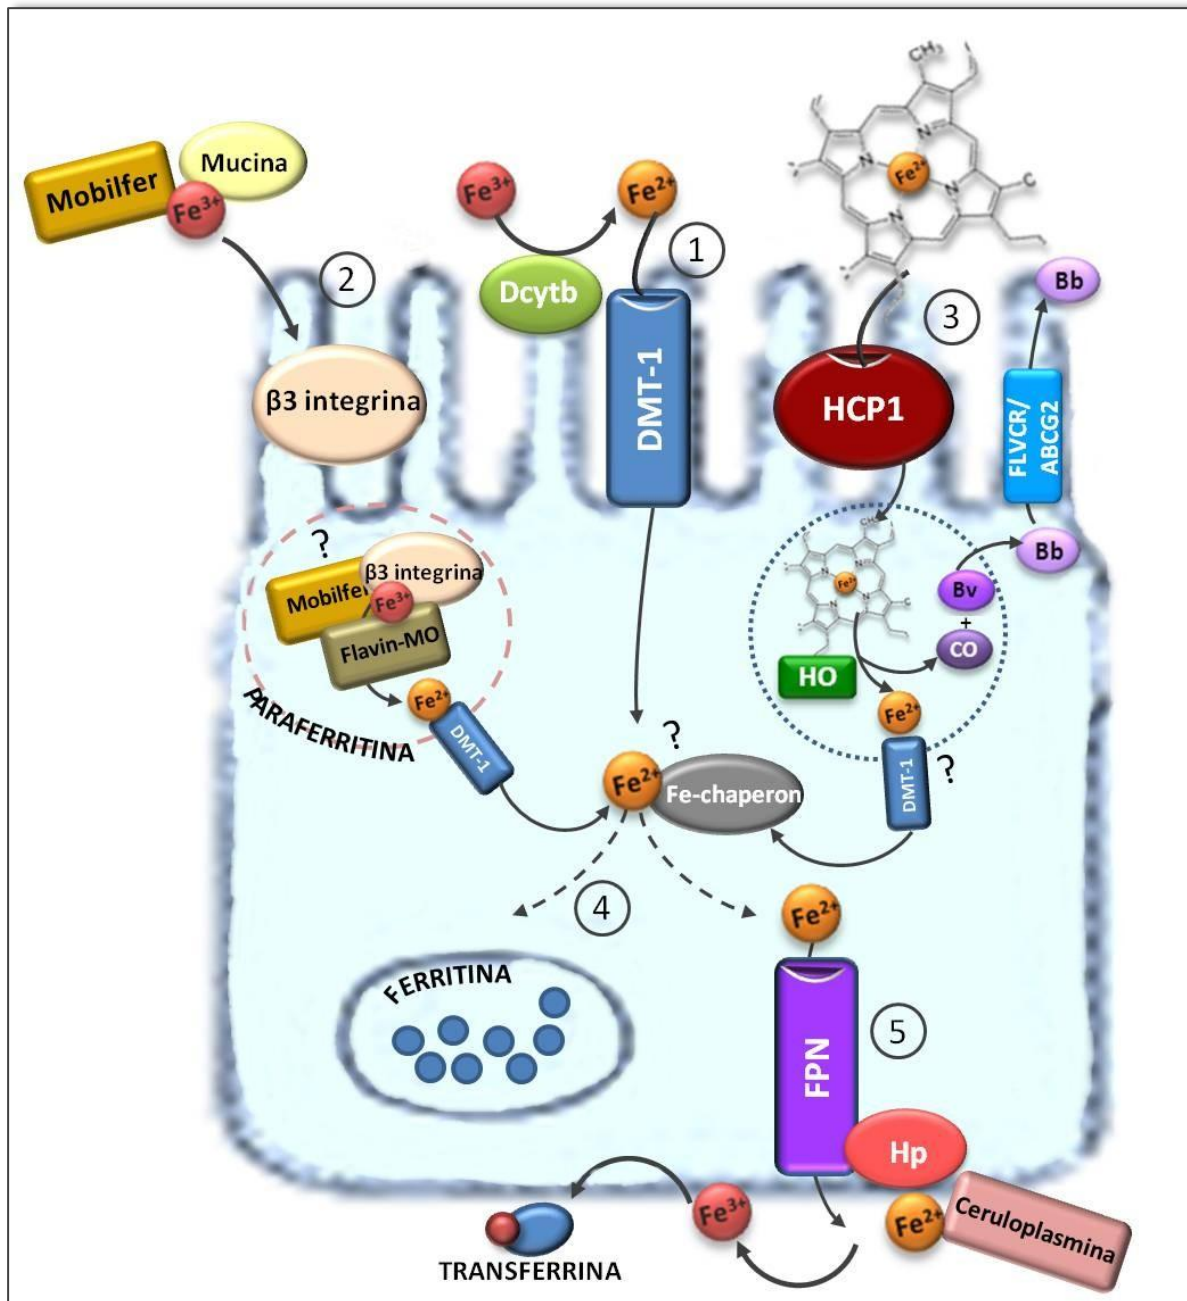 CH₃
N
N
N
N
Fe²⁺
C
Mucina
Mobilfer
Fe³⁺
Fe³⁺
Fe²⁺
1
2
Dcytb
3
Bb
β3 integrina
DMT-1
HCP1
FLVCR/
ABCG2
?
β3 integrina
Mobilfer
Fe³⁺
Flavin-MO
Fe²⁺
PARAFERRITINA
DMT-1
CH₃
N
N
N
N
Fe²⁺
C
Bb
Bv
+
CO
HO
Fe²⁺
DMT-1
?
?
Fe²⁺
Fe-chaperon
4
Fe²⁺
FERRITINA
FPN
5
Hp
Fe³⁺
Fe²⁺
Ceruloplasmina
TRANSFERRINA